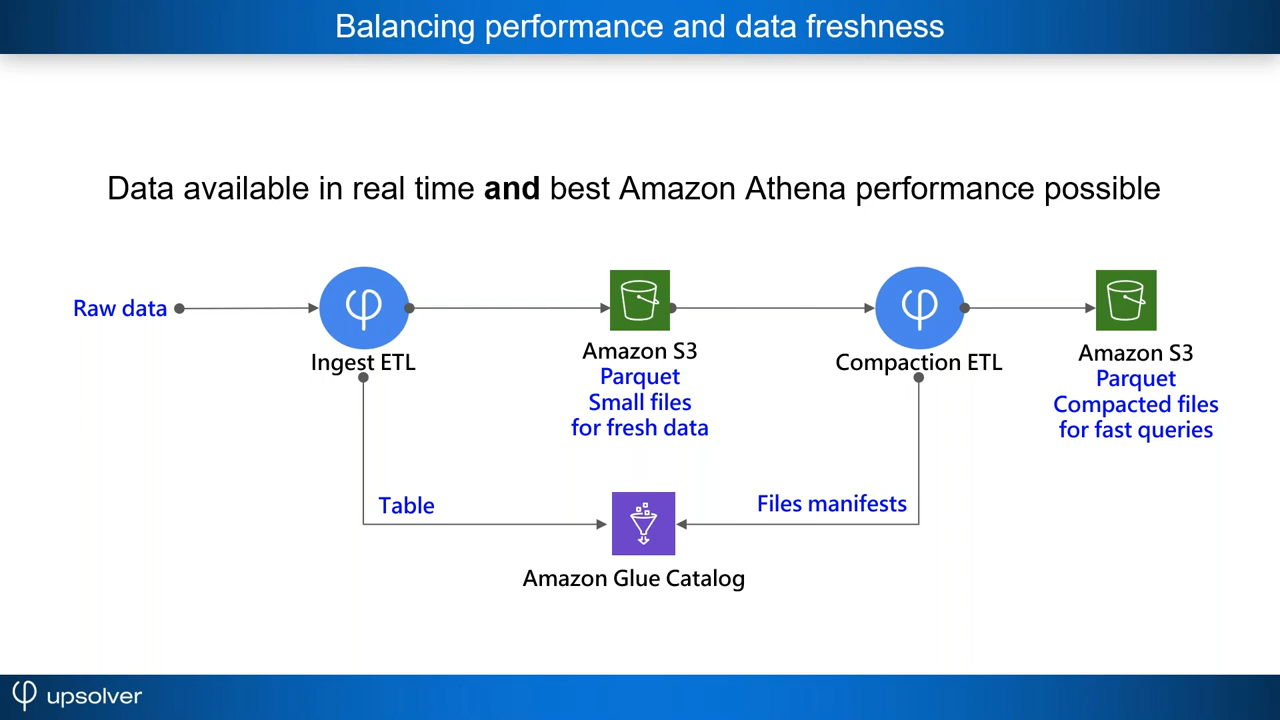 Balancing performance and data freshness
Data available in real time and best Amazon Athena performance possible
Raw data
Ingest ETL
Amazon S3
Parquet
Small files
for fresh data
Compaction ETL
Amazon S3
Parquet
Compacted files
for fast queries
Table
Files manifests
Amazon Glue Catalog
upsolver